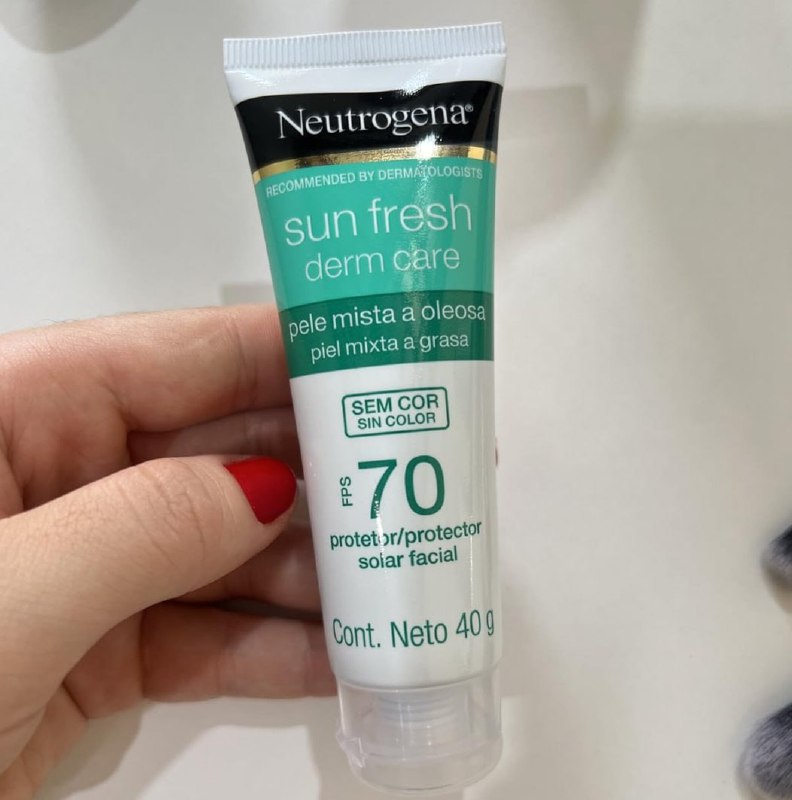 Neutrogena®
RECOMMENDED BY DERMATOLOGISTS
sun fresh
derm care
pele mista a oleosa
piel mixta a grasa
SEM COR
SIN COLOR
FPS 70
protetor/protector
solar facial
Cont. Neto 40 g